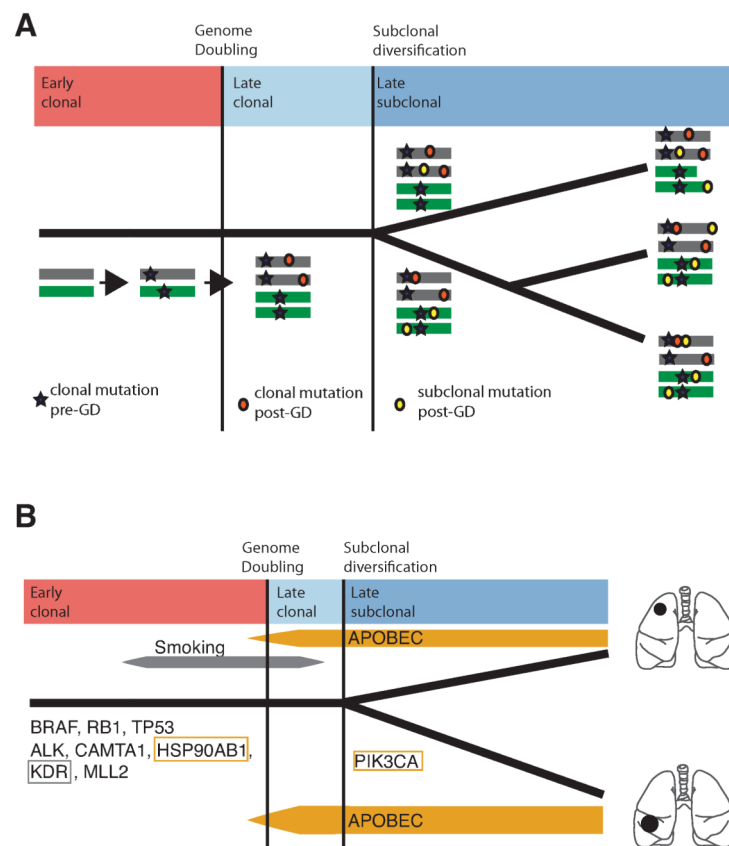 A
Genome
Doubling
Subclonal
diversification
Early
clonal
Late
clonal
Late
subclonal
clonal mutation
pre-GD
clonal mutation
post-GD
subclonal mutation
post-GD
B
Genome
Doubling
Subclonal
diversification
Early
clonal
Late
clonal
Late
subclonal
APOBEC
Smoking
BRAF, RB1, TP53
ALK, CAMTA1, HSP90AB1,
KDR , MLL2
PIK3CA
APOBEC